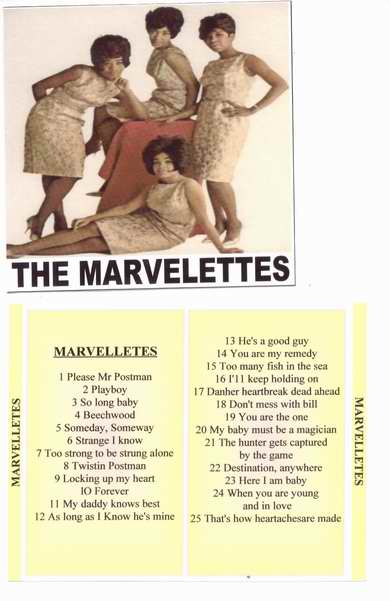 THE MARVELETTES
MARVELLETES
MARVELLETES
1 Please Mr Postman
2 Playboy
3 So long baby
4 Beechwood
5 Someday, Someway
6 Strange I know
7 Too strong to be strung alone
8 Twistin Postman
9 Locking up my heart
lO Forever
11 My daddy knows best
12 As long as I Know he's mine
13 He's a good guy
14 You are my remedy
15 Too many fish in the sea
16 I'll keep holding on
17 Danher heartbreak dead ahead
18 Don't mess with bill
19 You are the one
20 My baby must be a magician
21 The hunter gets captured
by the game
22 Destination, anywhere
23 Here I am baby
24 When you are young
and in love
25 That's how heartachesare made
MARVELLETES